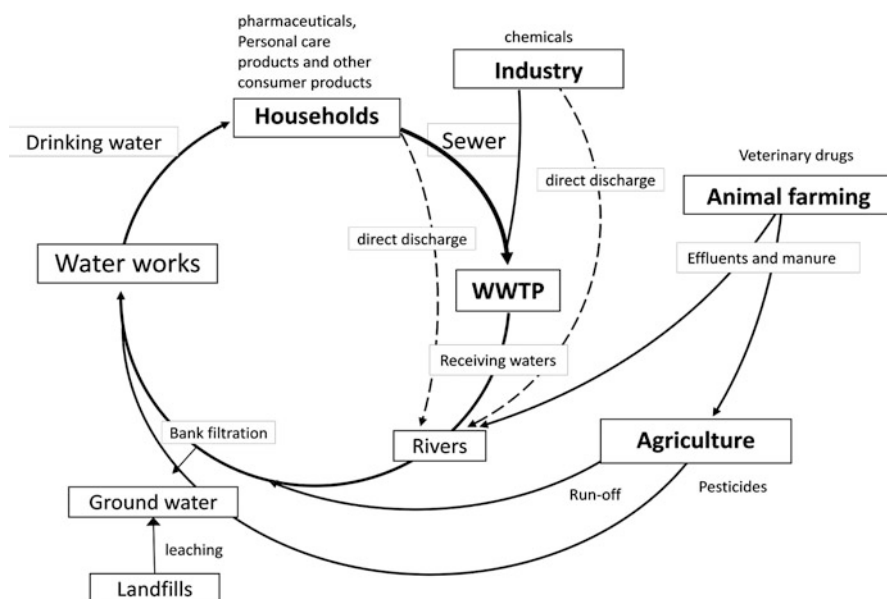 pharmaceuticals,
Personal care
products and other
consumer products
Households
chemicals
Industry
Drinking water
Sewer
direct discharge
Veterinary drugs
Animal farming
direct discharge
Effluents and manure
Water works
WWTP
Receiving waters
Bank filtration
Rivers
Agriculture
Run-off
Pesticides
Ground water
leaching
Landfills